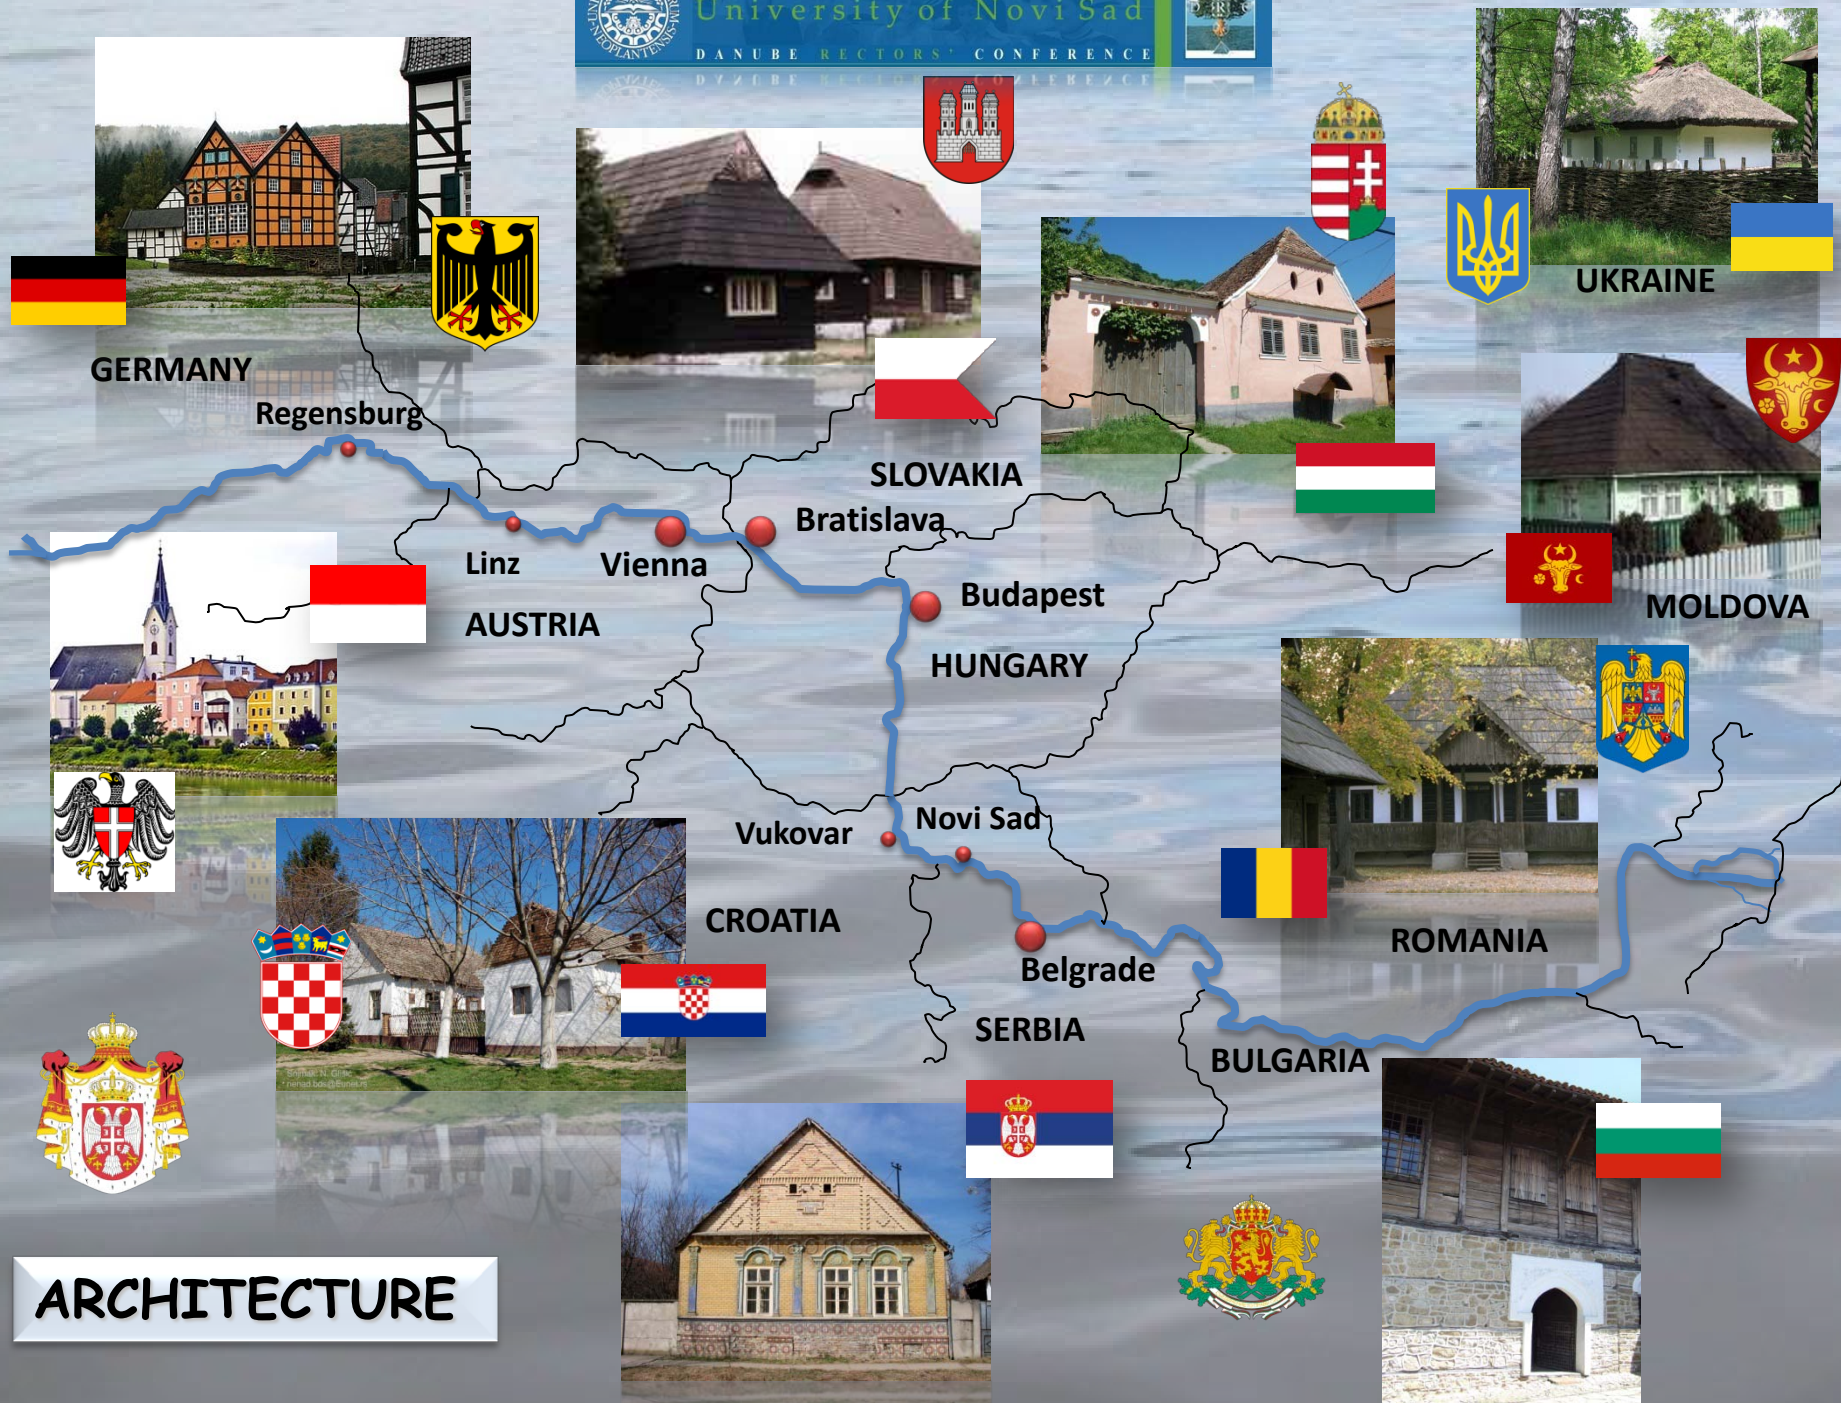 University of Novi Sad
DANUBE RECTORS' CONFERENCE
UKRAINE
GERMANY
Regensburg
SLOVAKIA
Bratislava
Linz
Vienna
Budapest
MOLDOVA
AUSTRIA
HUNGARY
Novi Sad
Vukovar
CROATIA
ROMANIA
Belgrade
SERBIA
BULGARIA
ARCHITECTURE